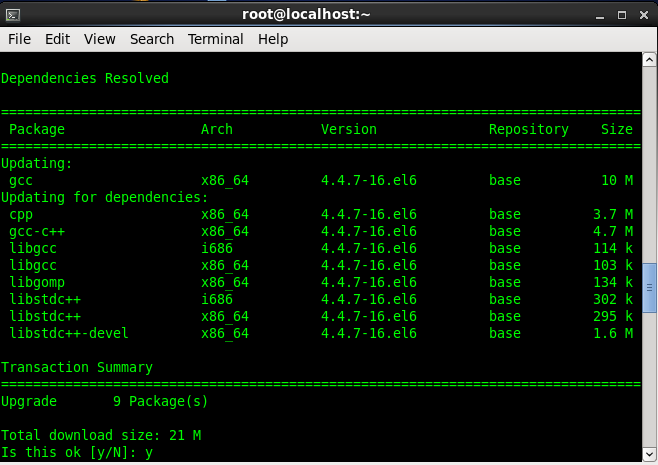 root@localhost:~
File Edit View Search Terminal Help
Dependencies Resolved
================================================================================
Package Arch Version Repository Size
================================================================================
Updating:
gcc x86_64 4.4.7-16.el6 base 10 M
Updating for dependencies:
cpp x86_64 4.4.7-16.el6 base 3.7 M
gcc-c++ x86_64 4.4.7-16.el6 base 4.7 M
libgcc i686 4.4.7-16.el6 base 114 k
libgcc x86_64 4.4.7-16.el6 base 103 k
libgomp x86_64 4.4.7-16.el6 base 134 k
libstdc++ i686 4.4.7-16.el6 base 302 k
libstdc++ x86_64 4.4.7-16.el6 base 295 k
libstdc++-devel x86_64 4.4.7-16.el6 base 1.6 M
Transaction Summary
================================================================================
Upgrade 9 Package(s)
Total download size: 21 M
Is this ok [y/N]: y